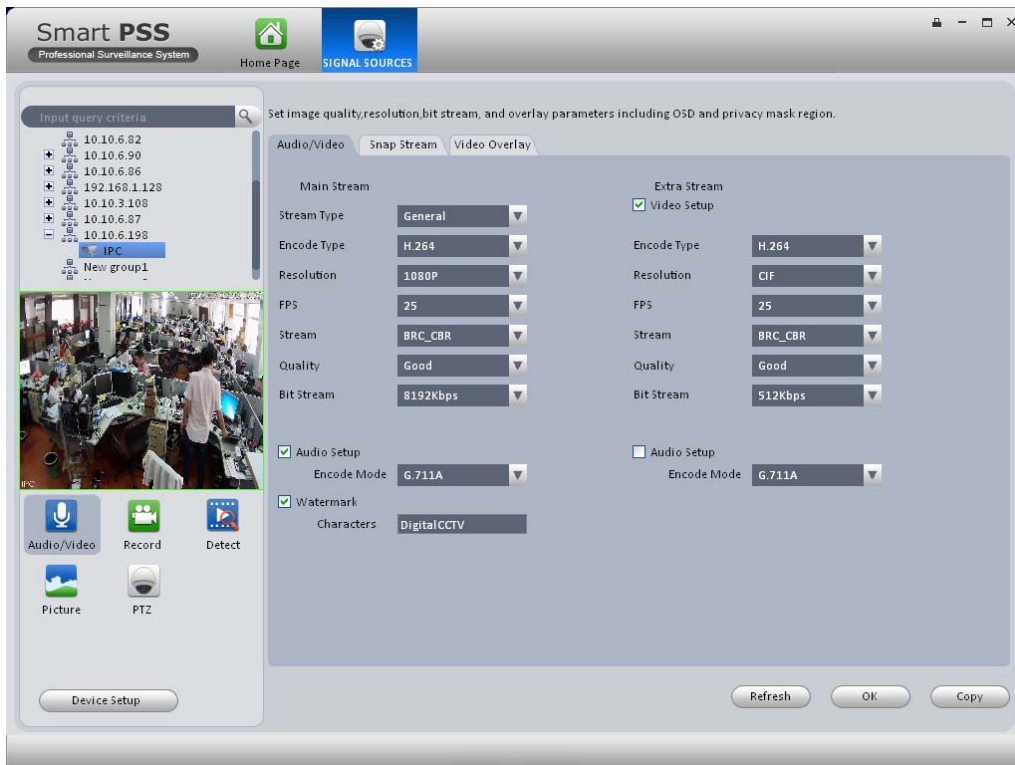 Smart PSS
Professional Surveillance System
Home Page
SIGNAL SOURCES
Input query criteria
10.10.6.82
10.10.6.90
10.10.6.86
192.168.1.128
10.10.3.108
10.10.6.87
10.10.6.198
IPC
New group1
IPC
Audio/Video
Record
Detect
Picture
PTZ
Device Setup
Set image quality,resolution,bit stream, and overlay parameters including OSD and privacy mask region.
Audio/Video Snap Stream Video Overlay
Main Stream
Stream Type General
Encode Type H.264
Resolution 1080P
FPS 25
Stream BRC_CBR
Quality Good
Bit Stream 8192Kbps
Audio Setup
Encode Mode G.711A
Watermark
Characters DigitalCCTV
Extra Stream
Video Setup
Encode Type H.264
Resolution CIF
FPS 25
Stream BRC_CBR
Quality Good
Bit Stream 512Kbps
Audio Setup
Encode Mode G.711A
Refresh OK Copy